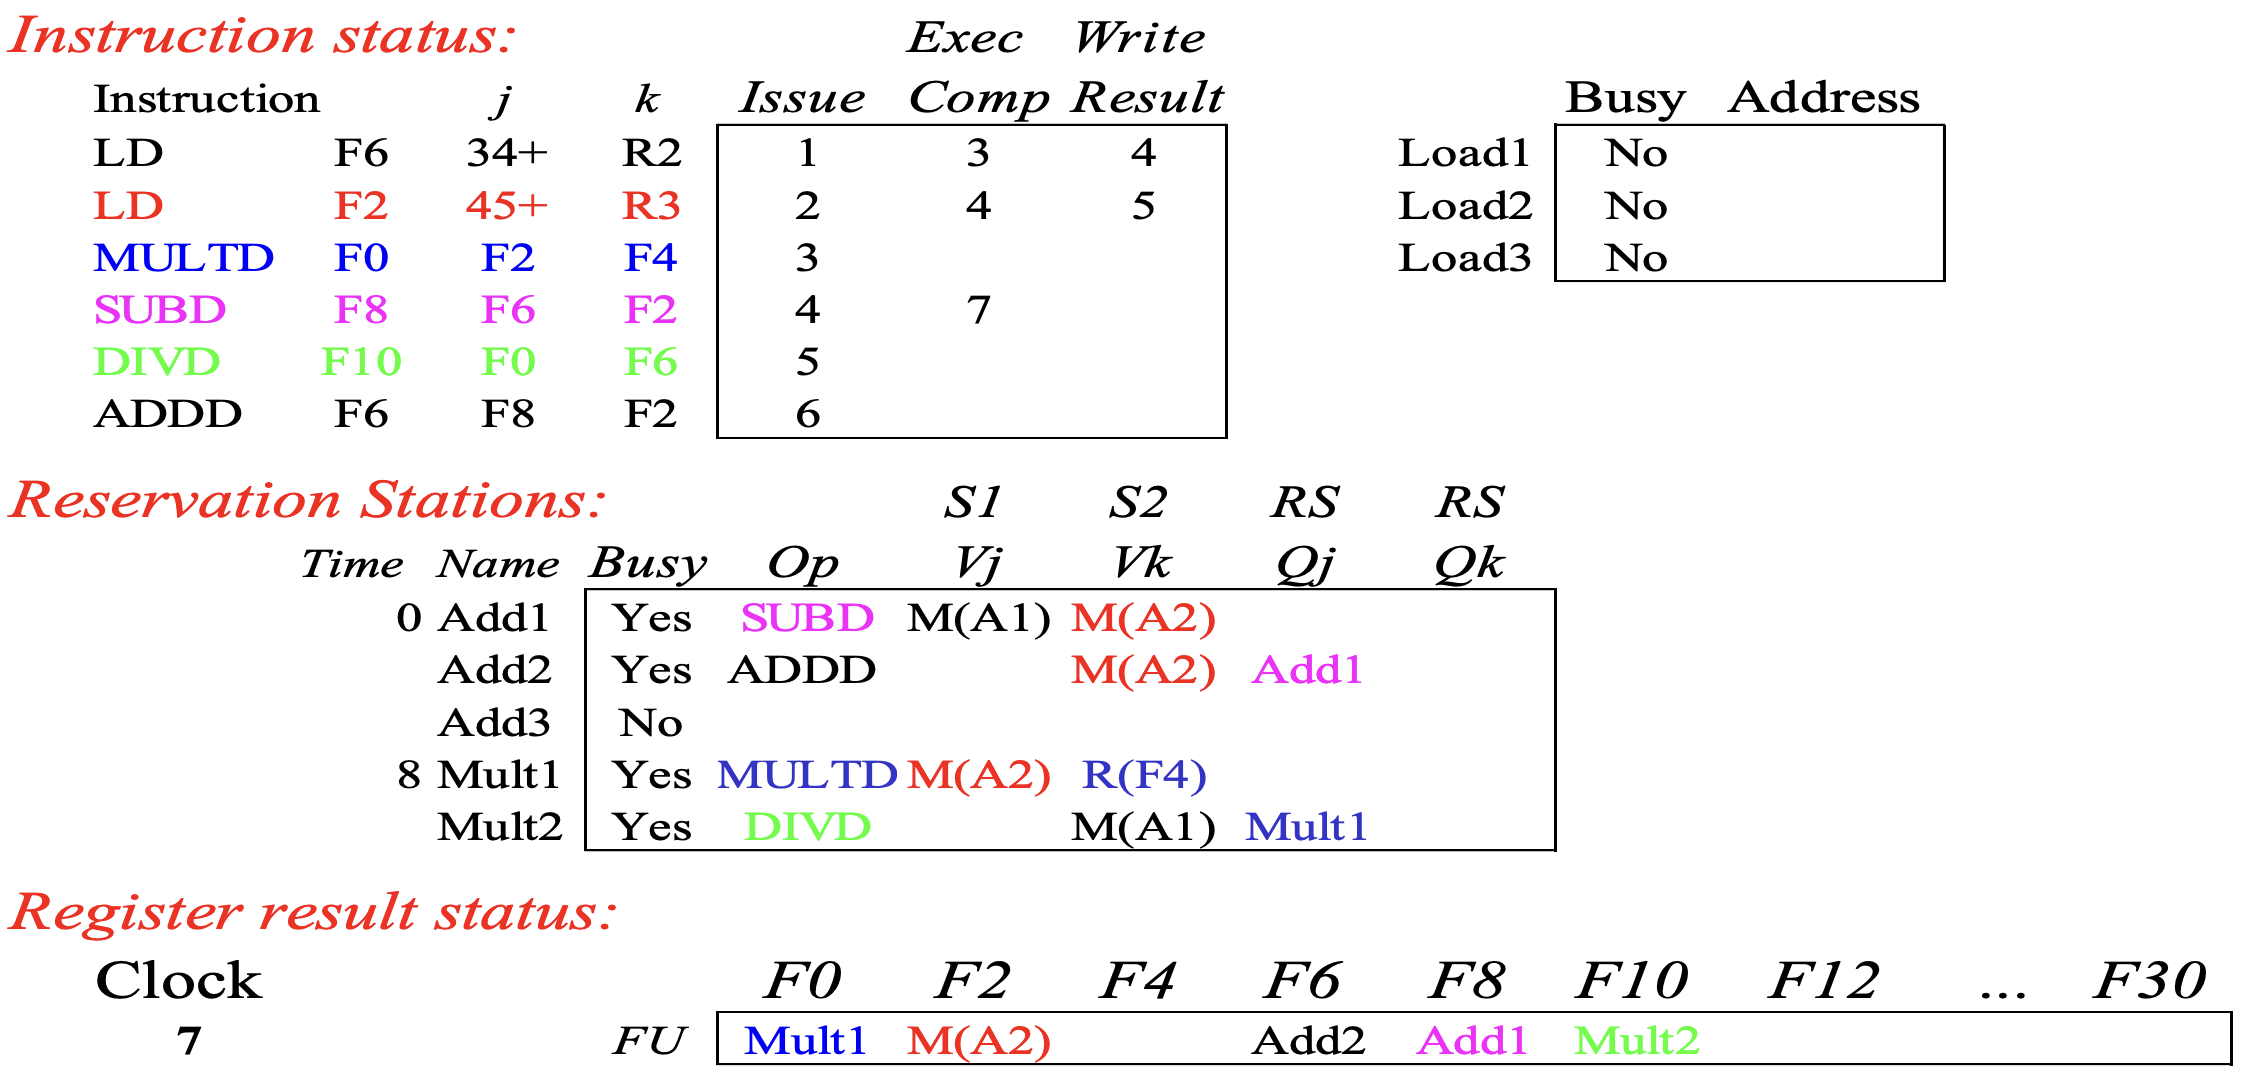 Instruction status: Exec Write
Instruction j k Issue Comp Result Busy Address
LD F6 34+ R2 1 3 4 Load1 No
LD F2 45+ R3 2 4 5 Load2 No
MULTD F0 F2 F4 3 Load3 No
SUBD F8 F6 F2 4 7
DIVD F10 F0 F6 5
ADDD F6 F8 F2 6
Reservation Stations: S1 S2 RS RS
Time Name Busy Op Vj Vk Qj Qk
0 Add1 Yes SUBD M(A1) M(A2)
Add2 Yes ADDD M(A2) Add1
Add3 No
8 Mult1 Yes MULTD M(A2) R(F4)
Mult2 Yes DIVD M(A1) Mult1
Register result status:
Clock F0 F2 F4 F6 F8 F10 F12 ... F30
7 FU Mult1 M(A2) Add2 Add1 Mult2